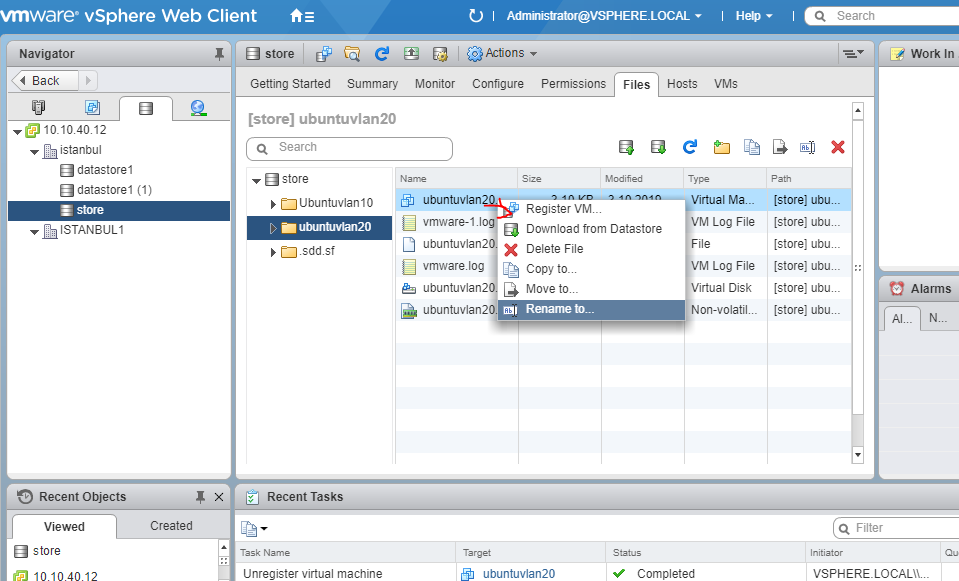 vmware® vSphere Web Client
Administrator@VSPHERE.LOCAL
Help
Search
Navigator
Back
10.10.40.12
istanbul
datastore1
datastore1 (1)
store
ISTANBUL1
store
Actions
Getting Started Summary Monitor Configure Permissions Files Hosts VMs
[store] ubuntuvlan20
Search
store
Ubuntuvlan10
ubuntuvlan20
.sdd.sf
Name Size Modified Type Path
ubuntuvlan20. Virtual Ma... [store] ubu...
vmware-1.log VM Log File [store] ubu...
ubuntuvlan20. File [store] ubu...
vmware.log VM Log File [store] ubu...
ubuntuvlan20. Virtual Disk [store] ubu...
ubuntuvlan20. Non-volatil... [store] ubu...
Register VM...
Download from Datastore
Delete File
Copy to...
Move to...
Rename to...
Work In
Alarms
Al... N...
Recent Objects
Viewed Created
store
10.10.40.12
Recent Tasks
Filter
Task Name Target Status Initiator Qu
Unregister virtual machine ubuntuvlan20 Completed VSPHERE.LOCAL\\...